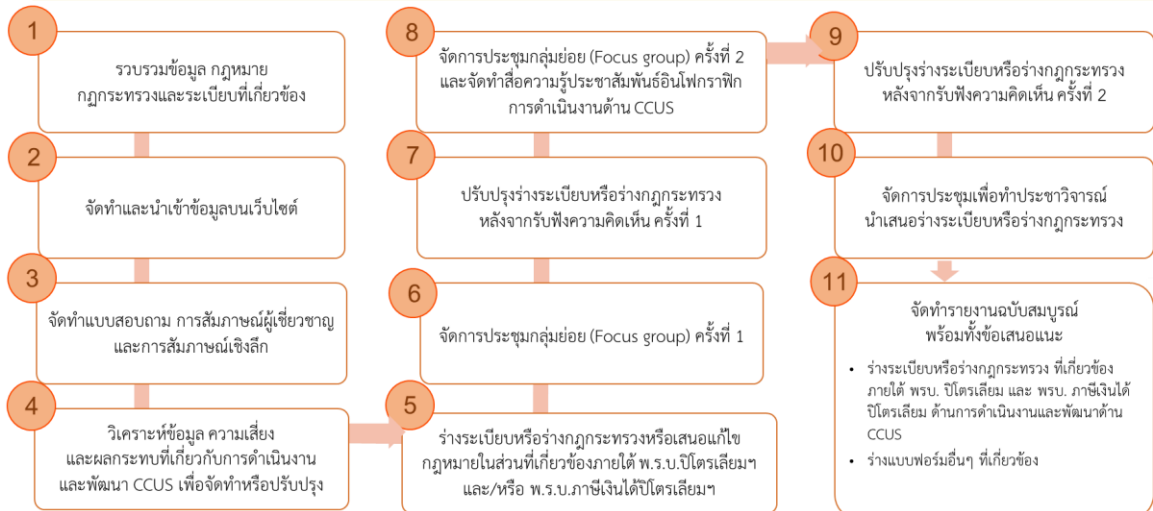 1
รวบรวมข้อมูล กฎหมาย
กฎกระทรวงและระเบียบที่เกี่ยวข้อง
2
จัดทำและนำเข้าข้อมูลบนเว็บไซต์
3
จัดทำแบบสอบถาม การสัมภาษณ์ผู้เชี่ยวชาญ
และการสัมภาษณ์เชิงลึก
4
วิเคราะห์ข้อมูล ความเสี่ยง
และผลกระทบที่เกี่ยวกับการดำเนินงาน
และพัฒนา CCUS เพื่อจัดทำหรือปรับปรุง
5
ร่างระเบียบหรือร่างกฎกระทรวงหรือเสนอแก้ไข
กฎหมายในส่วนที่เกี่ยวข้องภายใต้ พ.ร.บ.ปิโตรเลียมฯ
และ/หรือ พ.ร.บ.ภาษีเงินได้ปิโตรเลียมฯ
6
จัดการประชุมกลุ่มย่อย (Focus group) ครั้งที่ 1
7
ปรับปรุงร่างระเบียบหรือร่างกฎกระทรวง
หลังจากรับฟังความคิดเห็น ครั้งที่ 1
8
จัดการประชุมกลุ่มย่อย (Focus group) ครั้งที่ 2
และจัดทำสื่อความรู้ประชาสัมพันธ์อินโฟกราฟิก
การดำเนินงานด้าน CCUS
9
ปรับปรุงร่างระเบียบหรือร่างกฎกระทรวง
หลังจากรับฟังความคิดเห็น ครั้งที่ 2
10
จัดการประชุมเพื่อทำประชาวิจารณ์
นำเสนอร่างระเบียบหรือร่างกฎกระทรวง
11
จัดทำรายงานฉบับสมบูรณ์
พร้อมทั้งข้อเสนอแนะ
• ร่างระเบียบหรือร่างกฎกระทรวง ที่เกี่ยวข้อง
ภายใต้ พรบ. ปิโตรเลียม และ พรบ. ภาษีเงินได้
ปิโตรเลียม ด้านการดำเนินงานและพัฒนาด้าน
CCUS
• ร่างแบบฟอร์มอื่นๆ ที่เกี่ยวข้อง